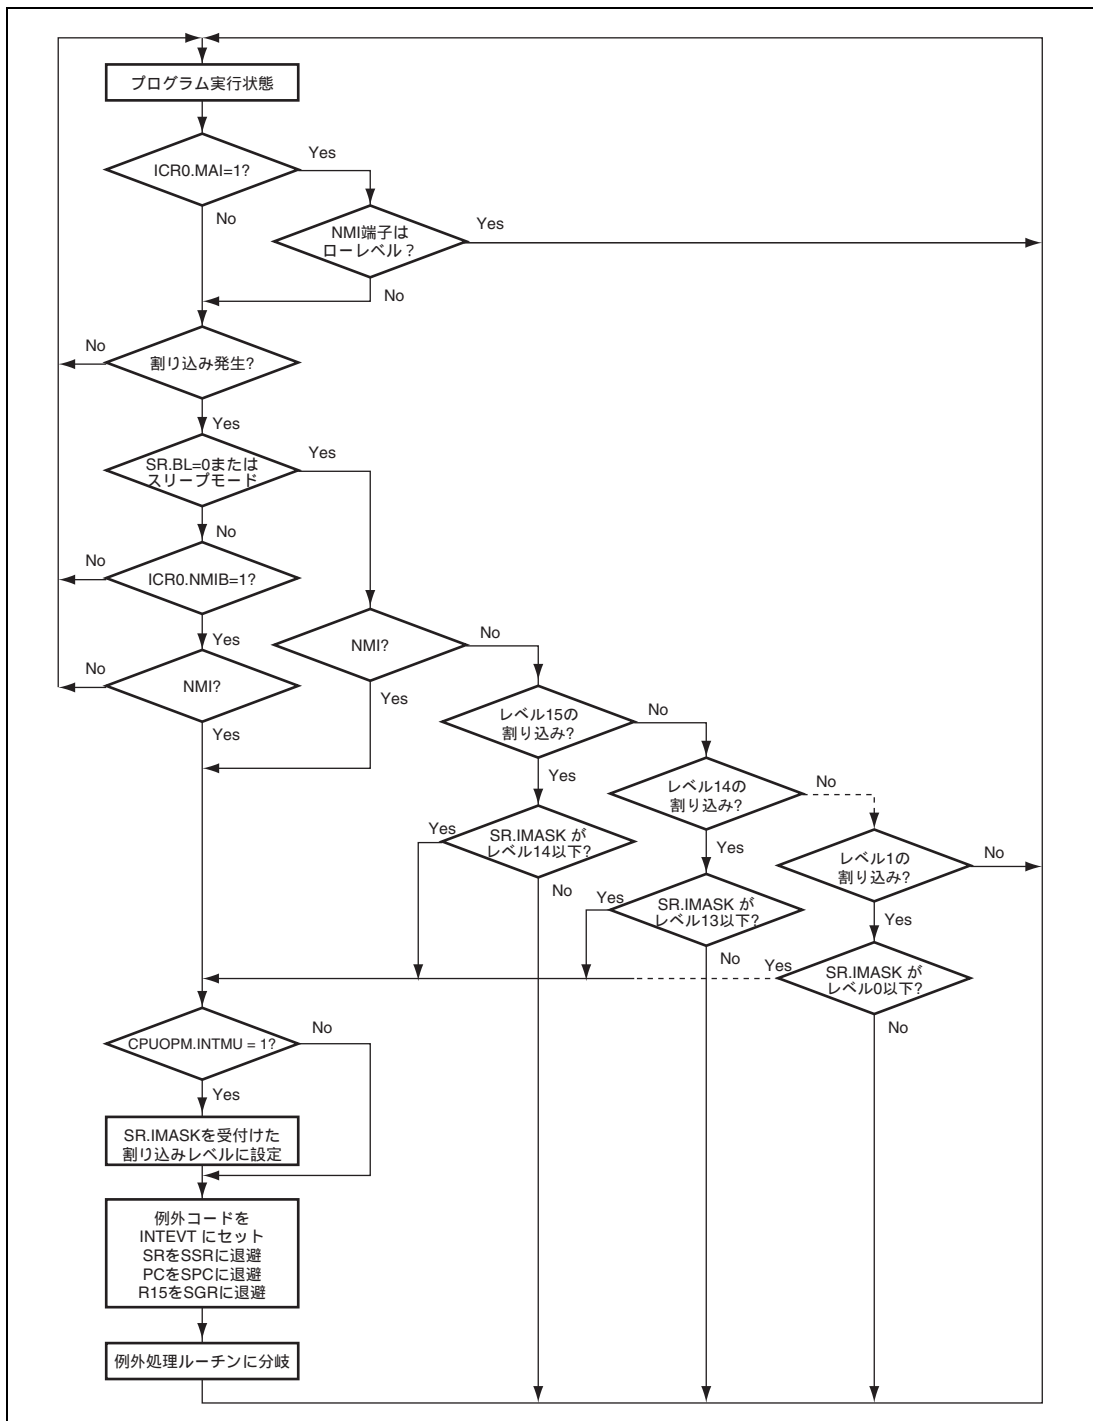 プログラム実行状態
ICR0.MAI=1?
Yes
No
NMI端子は
ローレベル？
Yes
No
割り込み発生?
No
Yes
SR.BL=0または
スリープモード
Yes
No
ICR0.NMIB=1?
No
Yes
NMI?
No
Yes
NMI?
No
Yes
レベル15の
割り込み?
No
Yes
レベル14の
割り込み?
No
Yes
SR.IMASK が
レベル14以下?
Yes
No
レベル1の
割り込み?
No
Yes
SR.IMASK が
レベル13以下?
Yes
No
SR.IMASK が
レベル0以下?
Yes
No
CPUOPM.INTMU = 1?
No
Yes
SR.IMASKを受付けた
割り込みレベルに設定
例外コードを
INTEVT にセット
SRをSSRに退避
PCをSPCに退避
R15をSGRに退避
例外処理ルーチンに分岐